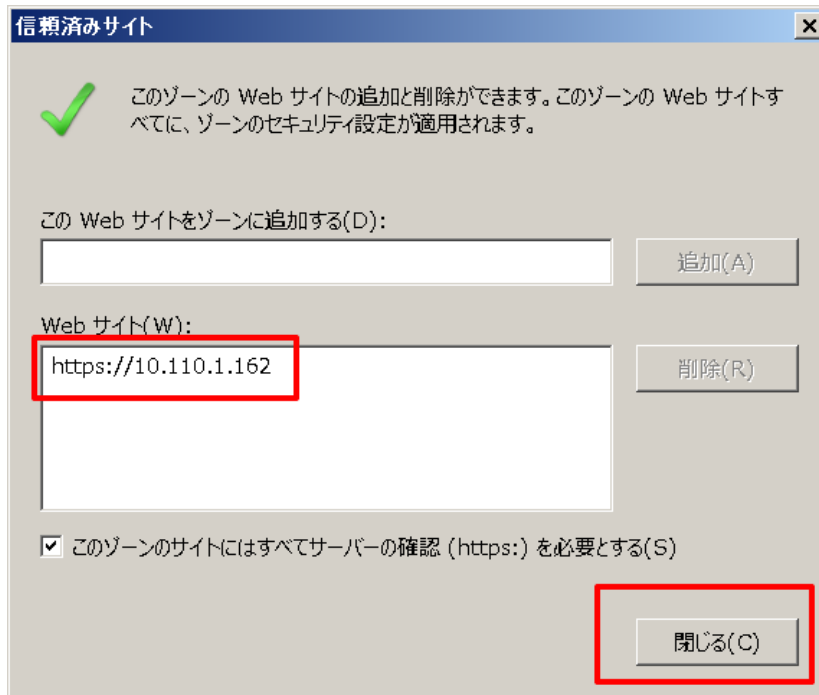 信頼済みサイト
このゾーンの Web サイトの追加と削除ができます。このゾーンの Web サイトす
べてに、ゾーンのセキュリティ設定が適用されます。
この Web サイトをゾーンに追加する(D):
追加(A)
Web サイト(W):
https://10.110.1.162
削除(R)
このゾーンのサイトにはすべてサーバーの確認 (https:) を必要とする(S)
閉じる(C)